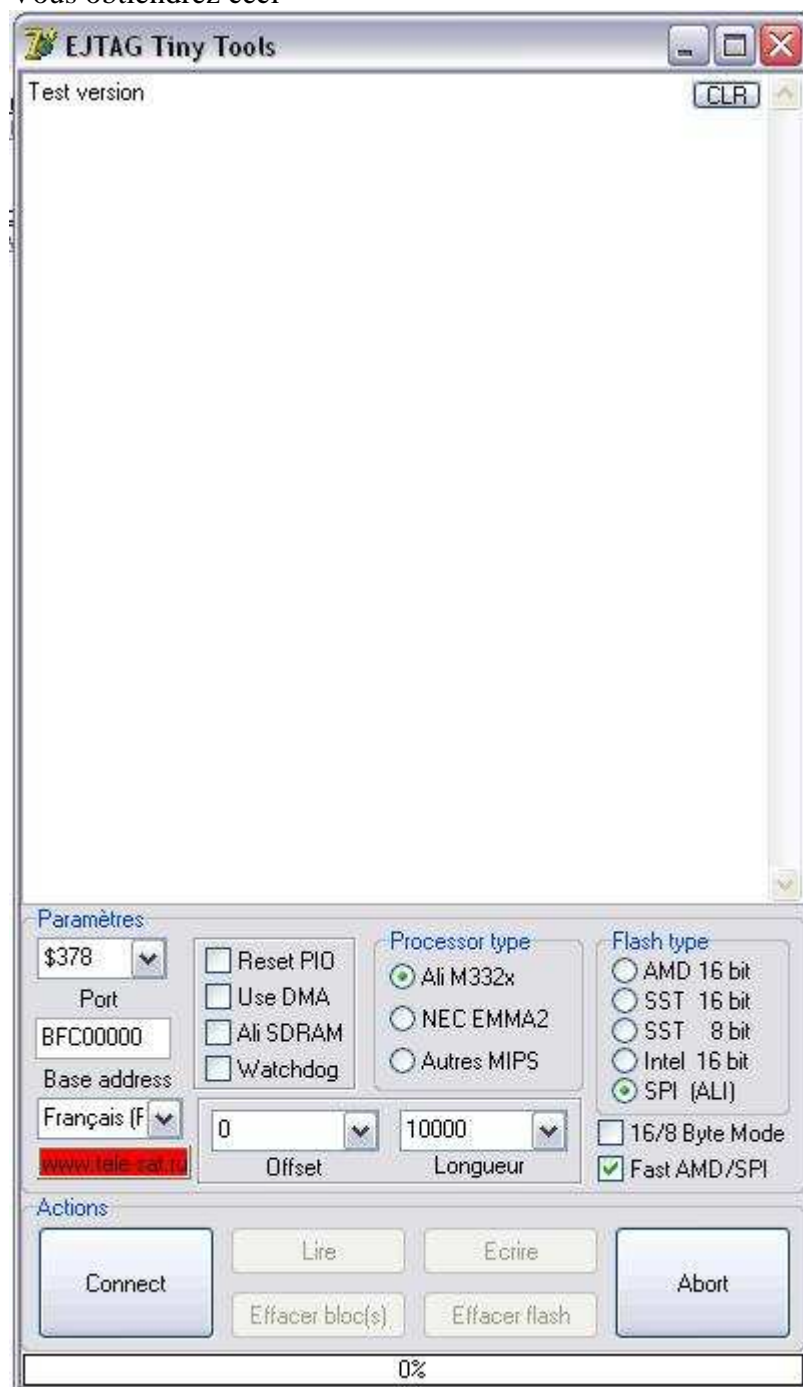 Vous obtiendrez ceci
EJTAG Tiny Tools
Test version
CLR
Paramètres
$378
Port
BFC00000
Base address
Français (F
www.tele-sat.ru
Reset PIO
Use DMA
Ali SDRAM
Watchdog
Processor type
Ali M332x
NEC EMMA2
Autres MIPS
Flash type
AMD 16 bit
SST 16 bit
SST 8 bit
Intel 16 bit
SPI (ALI)
0
Offset
10000
Longueur
16/8 Byte Mode
Fast AMD/SPI
Actions
Connect
Lire
Ecrire
Effacer bloc(s)
Effacer flash
Abort
0%